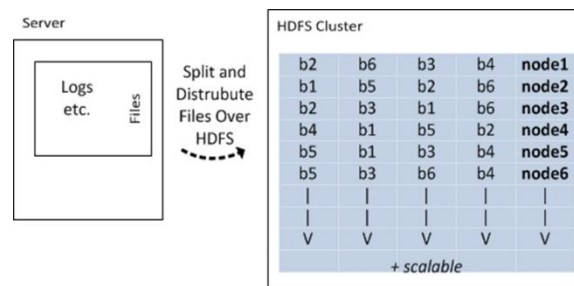 Server
Logs
etc.
Files
Split and
Distrubute
Files Over
HDFS
HDFS Cluster
b2 b6 b3 b4 node1
b1 b5 b2 b6 node2
b2 b3 b1 b6 node3
b4 b1 b5 b2 node4
b5 b1 b3 b4 node5
b5 b3 b6 b4 node6
| | | | |
| | | | |
V V V V V
+ scalable